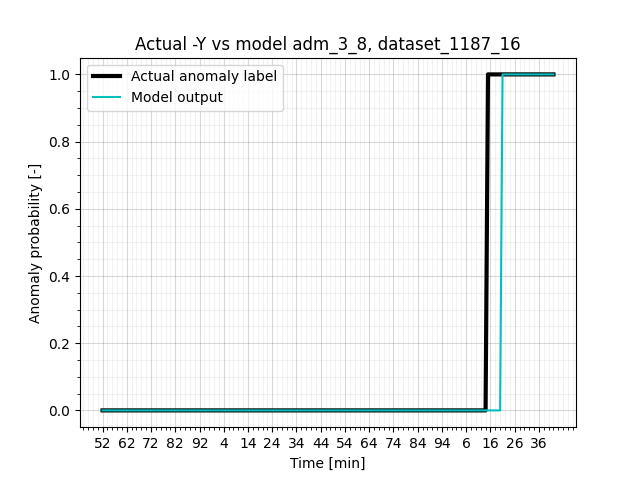 Actual -Y vs model adm_3_8, dataset_1187_16
Actual anomaly label
Model output
1.0
0.8
0.6
0.4
0.2
0.0
Anomaly probability [-]
52 62 72 82 92 4 14 24 34 44 54 64 74 84 94 6 16 26 36
Time [min]